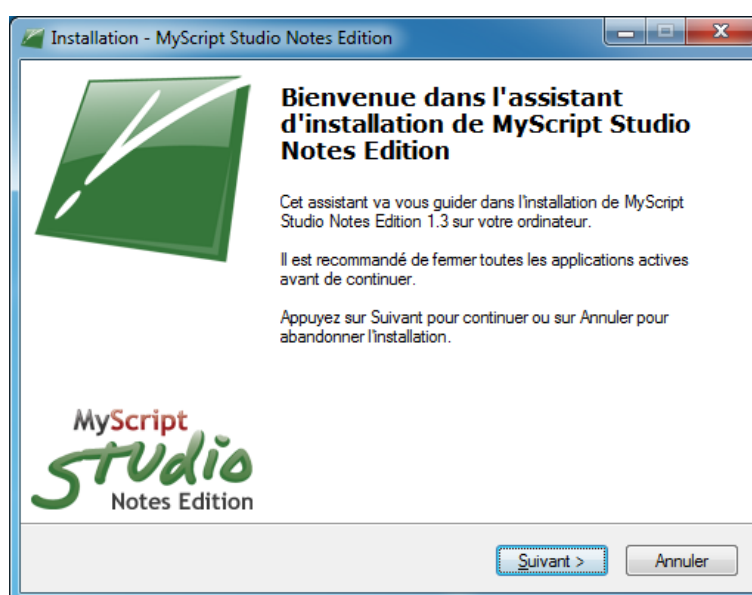 Installation - MyScript Studio Notes Edition
Bienvenue dans l'assistant
d'installation de MyScript Studio
Notes Edition
Cet assistant va vous guider dans l'installation de MyScript
Studio Notes Edition 1.3 sur votre ordinateur.
Il est recommandé de fermer toutes les applications actives
avant de continuer.
Appuyez sur Suivant pour continuer ou sur Annuler pour
abandonner l'installation.
MyScript
STUDIO
Notes Edition
Suivant >
Annuler